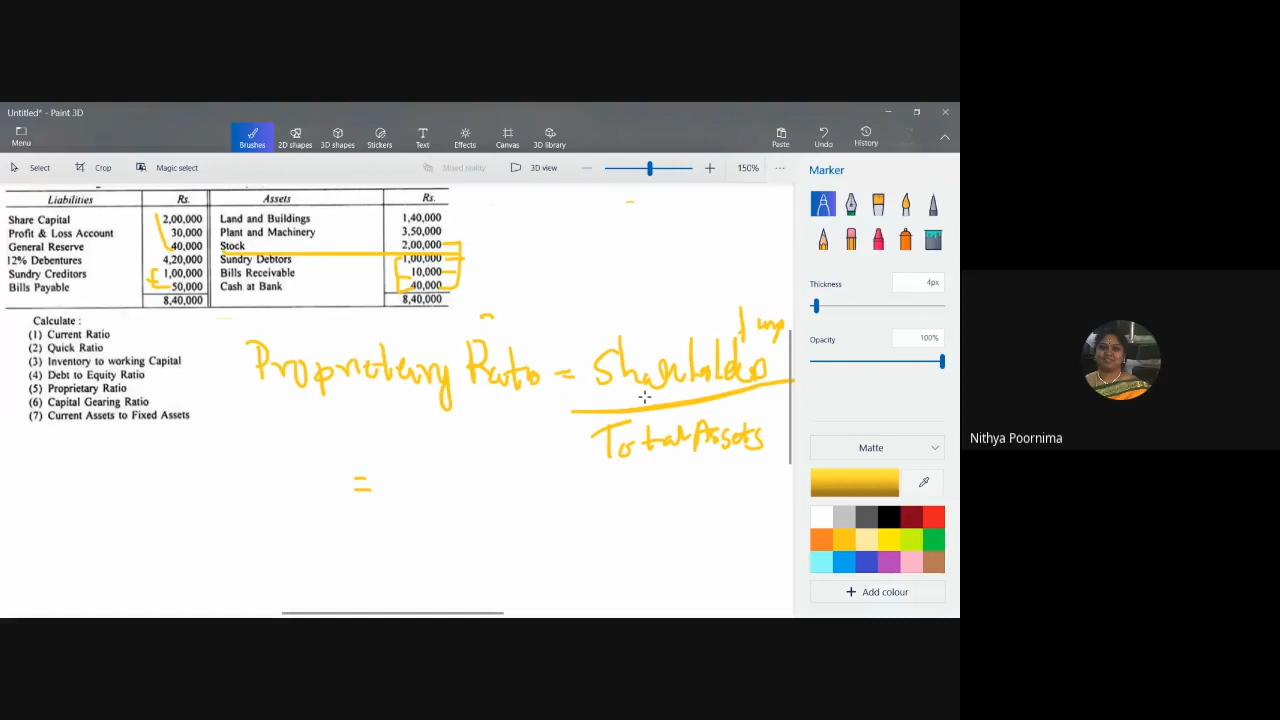 Untitled* - Paint 3D
Menu
Brushes 2D shapes 3D shapes Stickers Text Effects Canvas 3D library Paste Undo History
Select Crop Magic select Mixed reality 3D view 150%
Marker
Thickness 4px
Opacity 100%
Matte
Add colour
Liabilities Rs. Assets Rs.
Share Capital 2,00,000 Land and Buildings 1,40,000
Profit & Loss Account 30,000 Plant and Machinery 3,50,000
General Reserve 40,000 Stock 2,00,000
12% Debentures 4,20,000 Sundry Debtors 1,00,000
Sundry Creditors 1,00,000 Bills Receivable 10,000
Bills Payable 50,000 Cash at Bank 40,000
8,40,000 8,40,000
Calculate :
(1) Current Ratio
(2) Quick Ratio
(3) Inventory to working Capital
(4) Debt to Equity Ratio
(5) Proprietary Ratio
(6) Capital Gearing Ratio
(7) Current Assets to Fixed Assets
Proprietary Ratio = Shareholders
Total Assets
=
Nithya Poornima